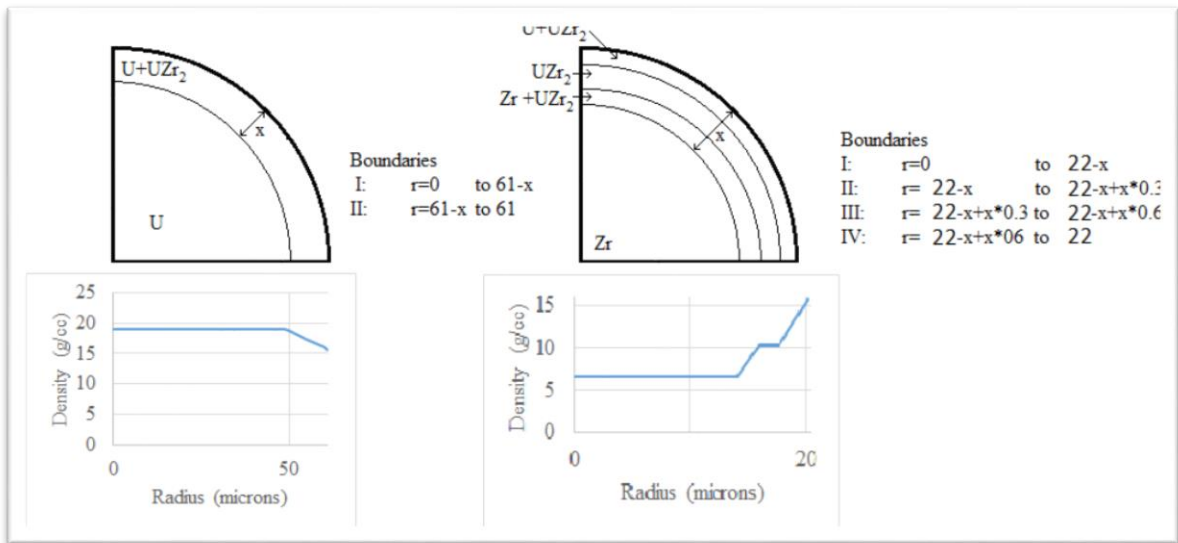 U+UZr2
x
U
Boundaries
I: r=0 to 61-x
II: r=61-x to 61
25
20
15
10
5
0
Density (g/cc)
0 50
Radius (microns)
U+UZr2
UZr2
Zr +UZr2
x
Zr
Boundaries
I: r=0 to 22-x
II: r= 22-x to 22-x+x*0.3
III: r= 22-x+x*0.3 to 22-x+x*0.6
IV: r= 22-x+x*06 to 22
15
10
5
0
Density (g/cc)
0 20
Radius (microns)